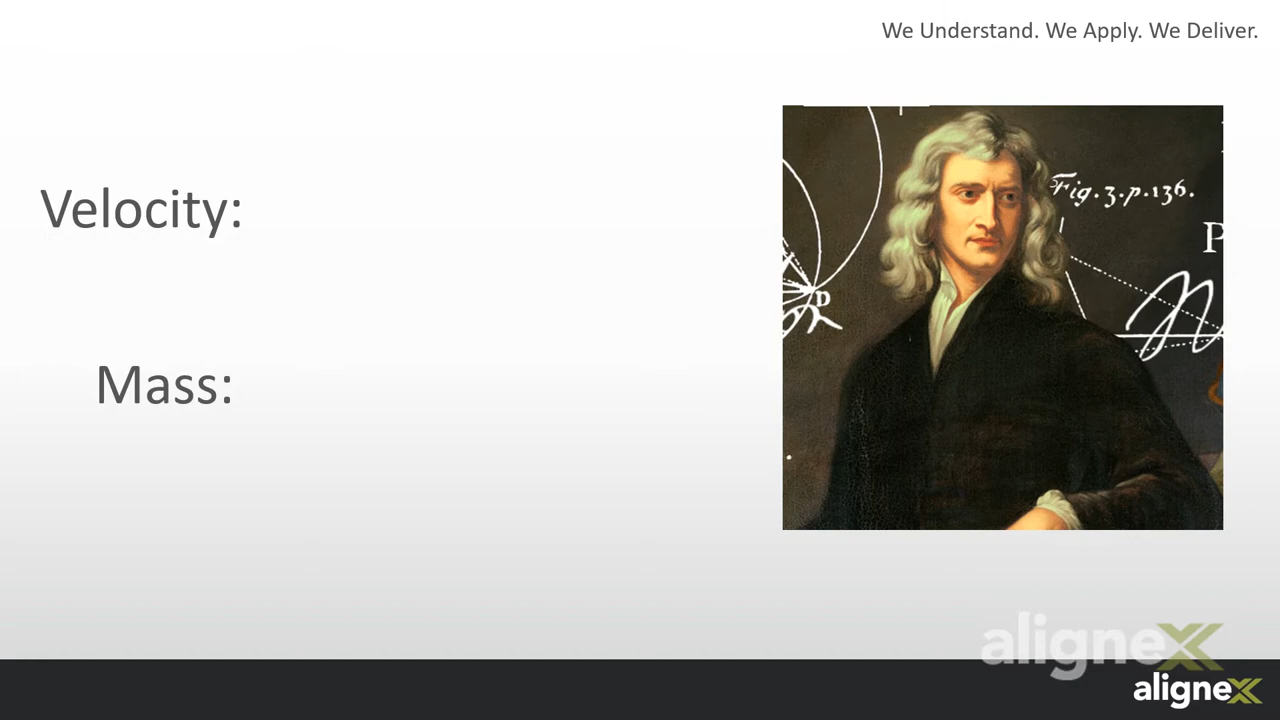 We Understand. We Apply. We Deliver.
Velocity:
Mass:
Fig. 3. p. 136.
P
D
alignex
alignex